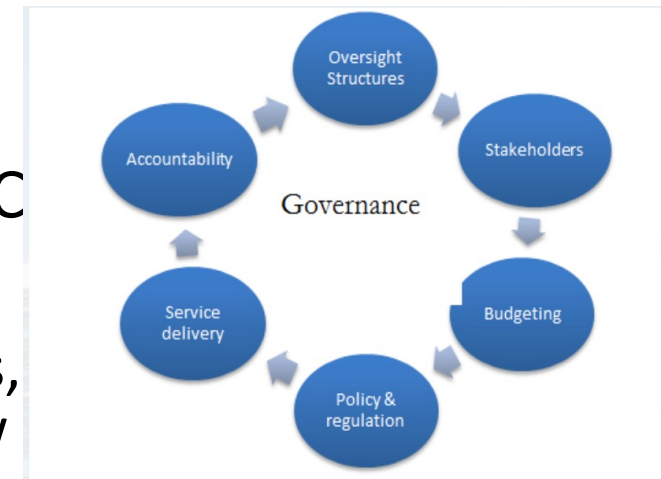 Oversight
Structures
Stakeholders
Budgeting
Policy &
regulation
Service
delivery
Accountability
Governance